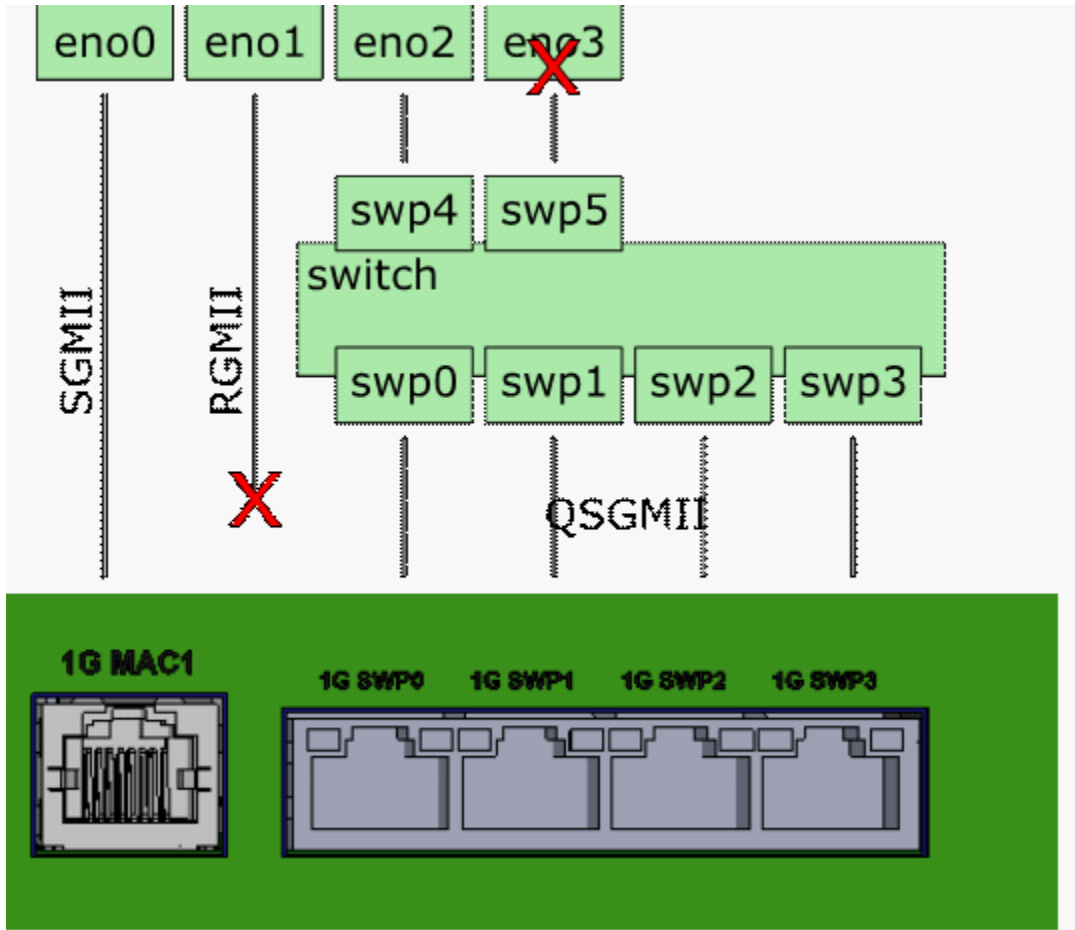 eno0 eno1 eno2 eno3
swp4 swp5
switch
SGMII RGMII
swp0 swp1 swp2 swp3
QSGMII
1G MAC1
1G SWP0 1G SWP1 1G SWP2 1G SWP3